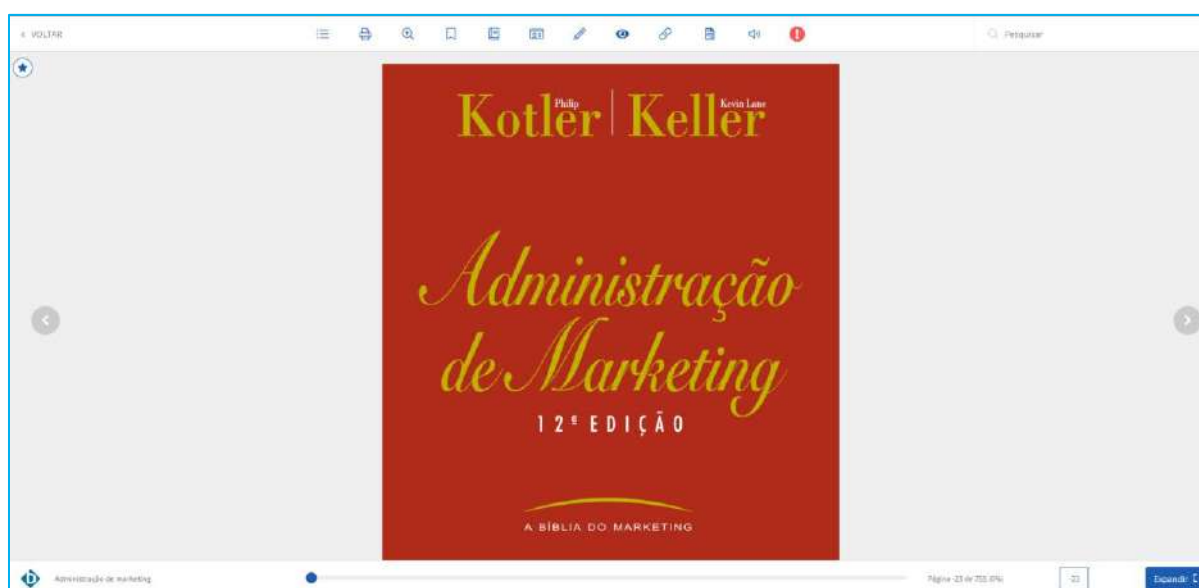 VOLTAR
Pesquisar
Philip Kevin Lane
Kotler Keller
Administração
de Marketing
12ª EDIÇÃO
A BÍBLIA DO MARKETING
Administração de marketing
Expandir